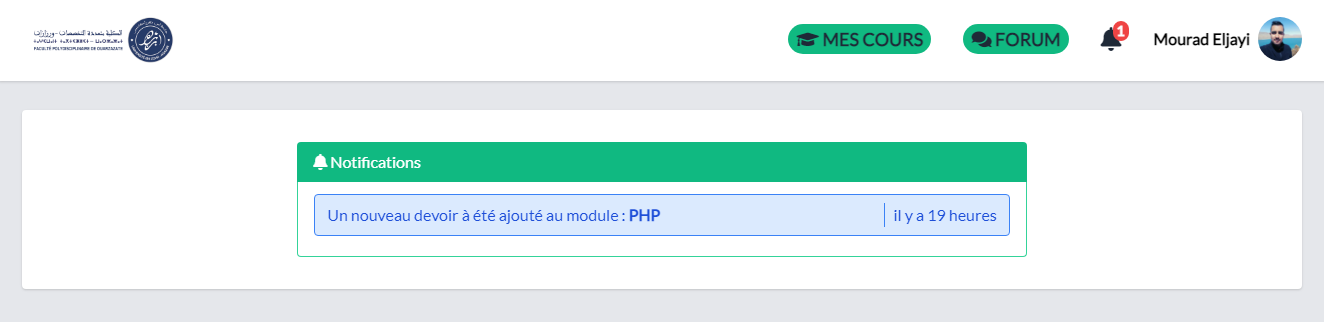 الكلية متعددة التخصصات - ورزازات
FACULTÉ POLYDISCIPLINAIRE DE OUARZAZATE
MES COURS
FORUM
1
Mourad Eljayi
Notifications
Un nouveau devoir à été ajouté au module : PHP
il y a 19 heures